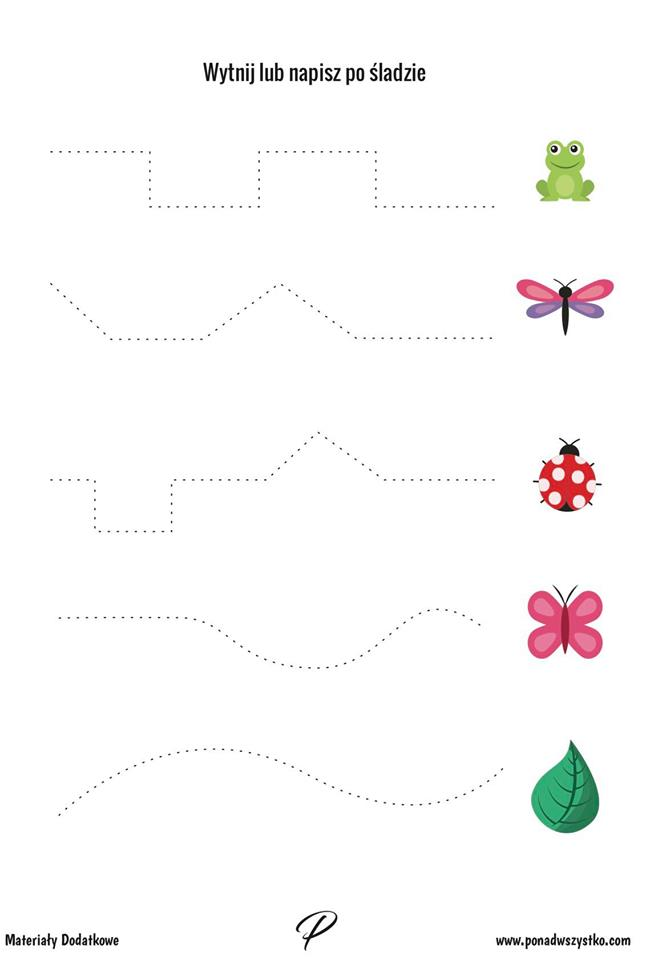 Wytnij lub napisz po śladzie
P
Materiały Dodatkowe
www.ponadwszystko.com